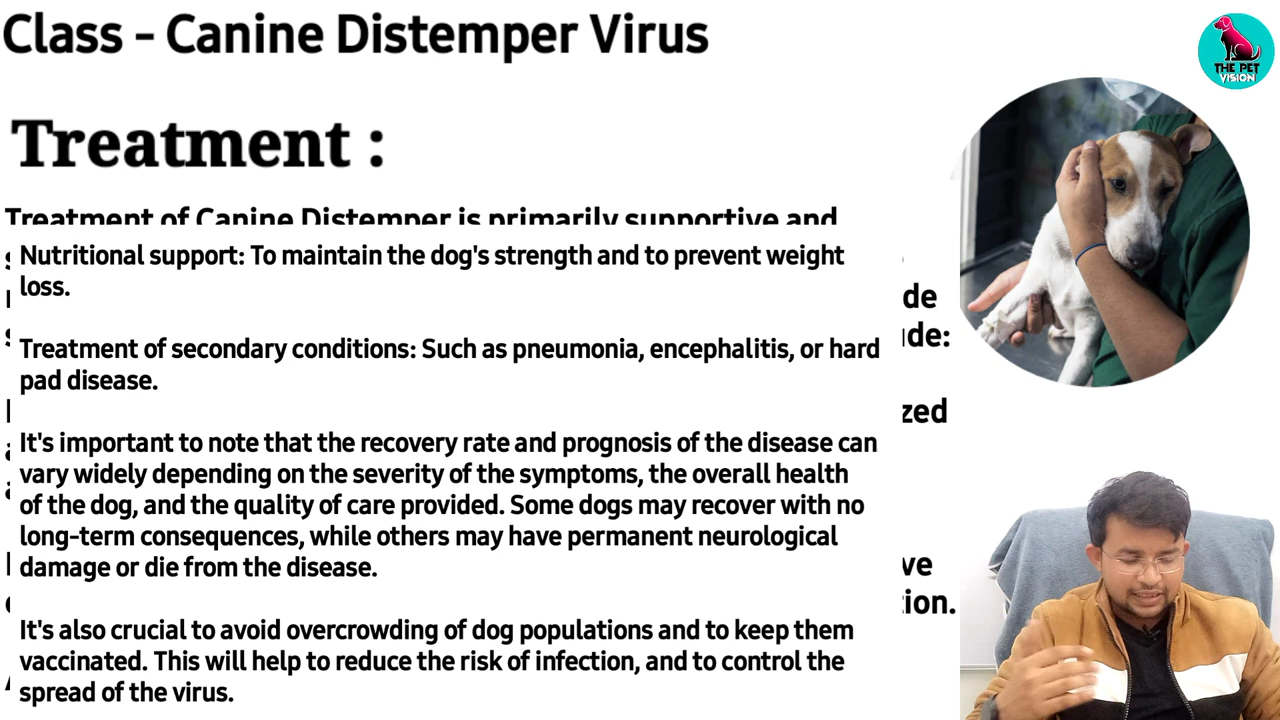 Class - Canine Distemper Virus
THE PET
VISION
Treatment :
Treatment of Canine Distemper is primarily supportive and
Nutritional support: To maintain the dog's strength and to prevent weight
loss.
Treatment of secondary conditions: Such as pneumonia, encephalitis, or hard
pad disease.
It's important to note that the recovery rate and prognosis of the disease can
vary widely depending on the severity of the symptoms, the overall health
of the dog, and the quality of care provided. Some dogs may recover with no
long-term consequences, while others may have permanent neurological
damage or die from the disease.
It's also crucial to avoid overcrowding of dog populations and to keep them
vaccinated. This will help to reduce the risk of infection, and to control the
spread of the virus.